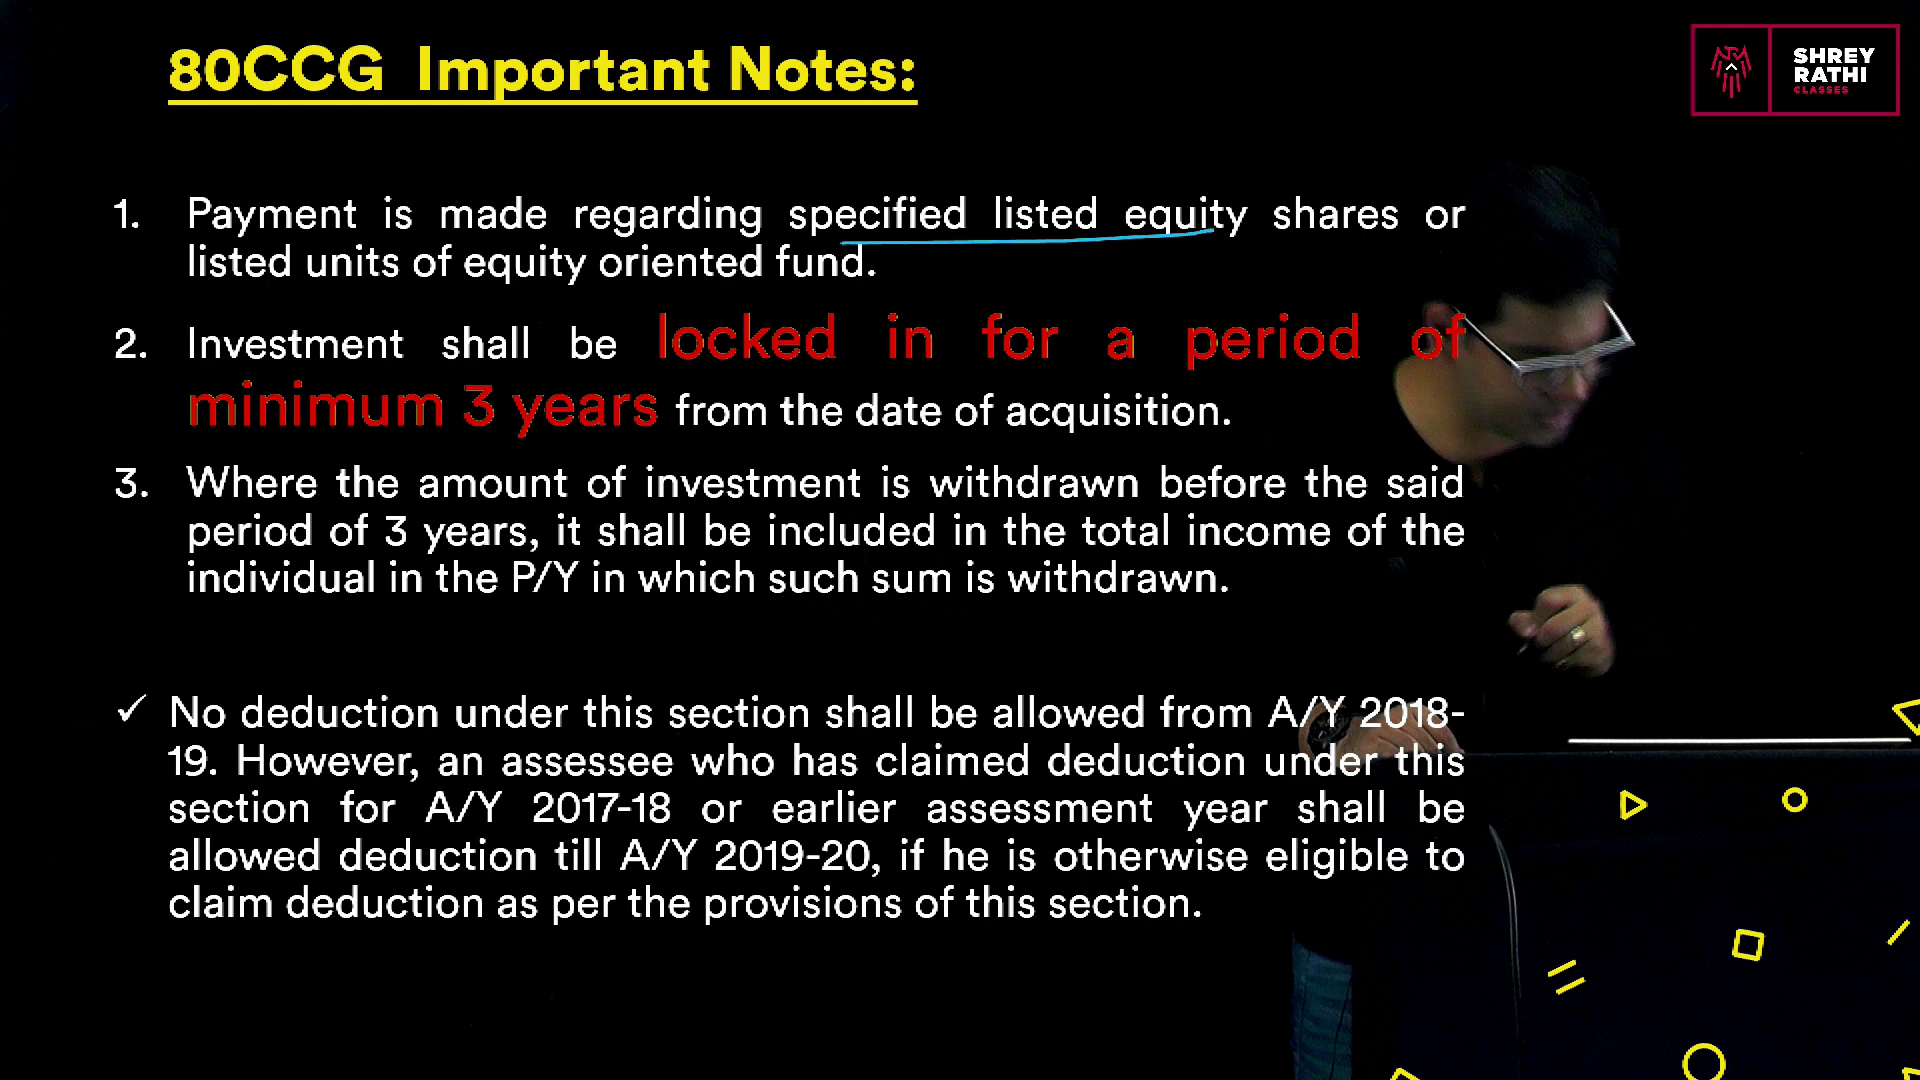 80CCG Important Notes:
SHREY
RATHI
CLASSES
1. Payment is made regarding specified listed equity shares or
listed units of equity oriented fund.
2. Investment shall be locked in for a period of
minimum 3 years from the date of acquisition.
3. Where the amount of investment is withdrawn before the said
period of 3 years, it shall be included in the total income of the
individual in the P/Y in which such sum is withdrawn.
✓ No deduction under this section shall be allowed from A/Y 2018-
19. However, an assessee who has claimed deduction under this
section for A/Y 2017-18 or earlier assessment year shall be
allowed deduction till A/Y 2019-20, if he is otherwise eligible to
claim deduction as per the provisions of this section.